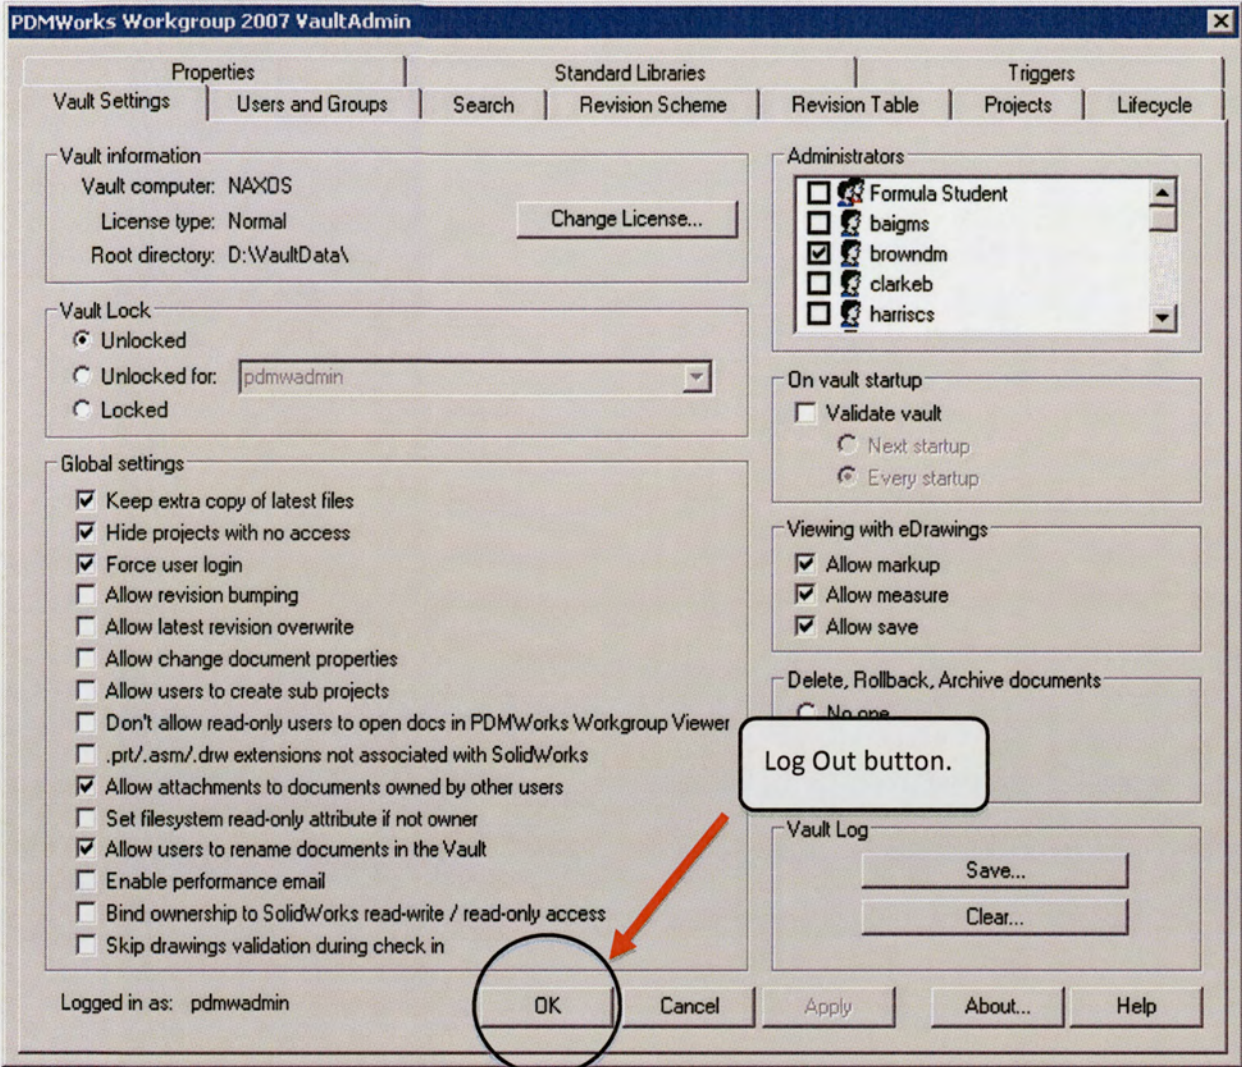 PDMWorks Workgroup 2007 VaultAdmin
Properties
Standard Libraries
Triggers
Vault Settings
Users and Groups
Search
Revision Scheme
Revision Table
Projects
Lifecycle
Vault information
Vault computer: NAXOS
License type: Normal
Root directory: D:\VaultData\
Change License...
Vault Lock
Unlocked
Unlocked for: pdmwadmin
Locked
Global settings
Keep extra copy of latest files
Hide projects with no access
Force user login
Allow revision bumping
Allow latest revision overwrite
Allow change document properties
Allow users to create sub projects
Don't allow read-only users to open docs in PDMWorks Workgroup Viewer
.prt/.asm/.drw extensions not associated with SolidWorks
Allow attachments to documents owned by other users
Set filesystem read-only attribute if not owner
Allow users to rename documents in the Vault
Enable performance email
Bind ownership to SolidWorks read-write / read-only access
Skip drawings validation during check in
Administrators
Formula Student
baigms
browndm
clarkeb
harriscs
On vault startup
Validate vault
Next startup
Every startup
Viewing with eDrawings
Allow markup
Allow measure
Allow save
Delete, Rollback, Archive documents
No one
Log Out button.
Vault Log
Save...
Clear...
Logged in as: pdmwadmin
OK
Cancel
Apply
About...
Help